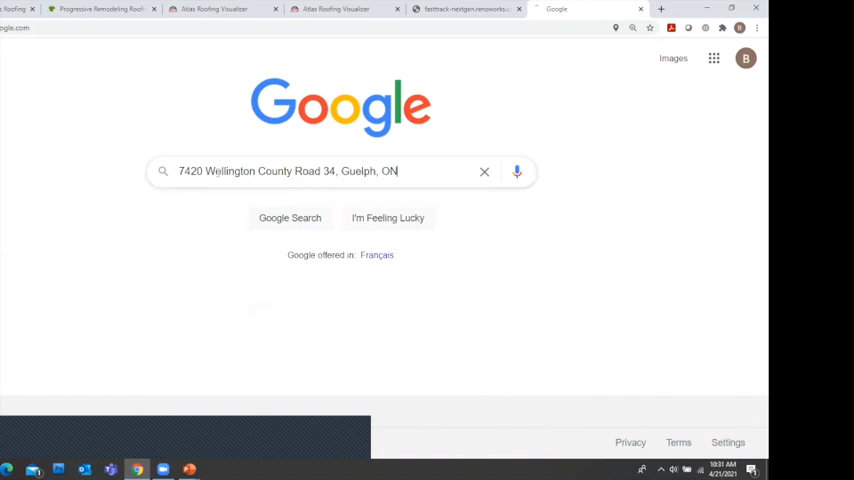 s Roofing
Progressive Remodeling Roofi
Atlas Roofing Visualizer
Atlas Roofing Visualizer
fasttrack-nextgen.renoworks.c
Google
ogle.com
Images
B
Google
7420 Wellington County Road 34, Guelph, ON
Google Search
I'm Feeling Lucky
Google offered in: Français
Privacy
Terms
Settings
10:31 AM
4/21/2021